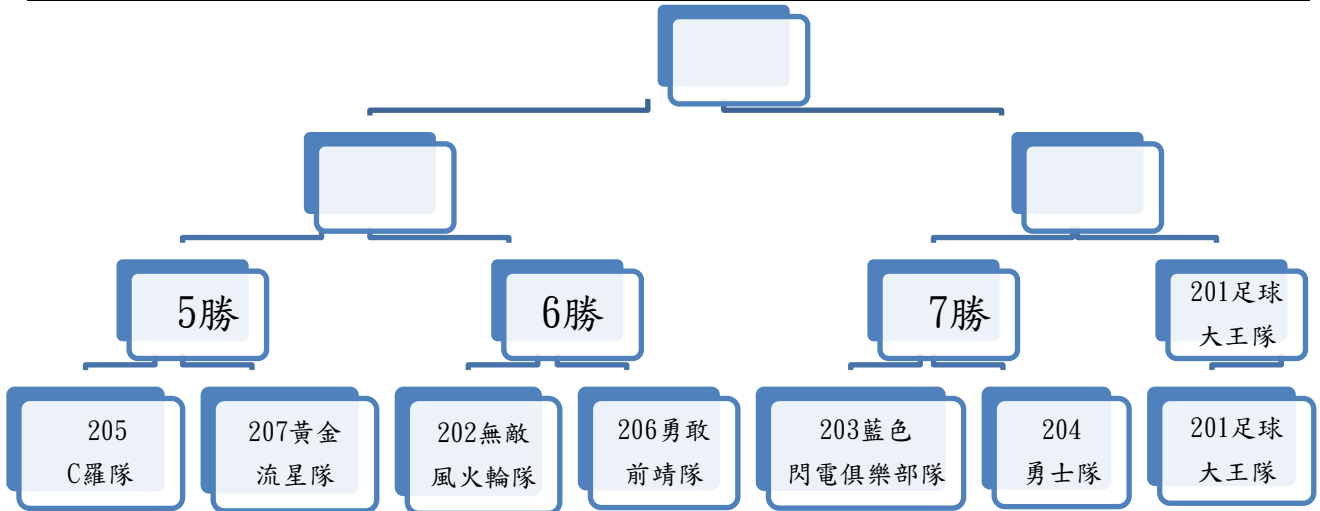 5勝
6勝
7勝
201足球
大王隊
205
C羅隊
207黃金
流星隊
202無敵
風火輪隊
206勇敢
前靖隊
203藍色
閃電俱樂部隊
204
勇士隊
201足球
大王隊